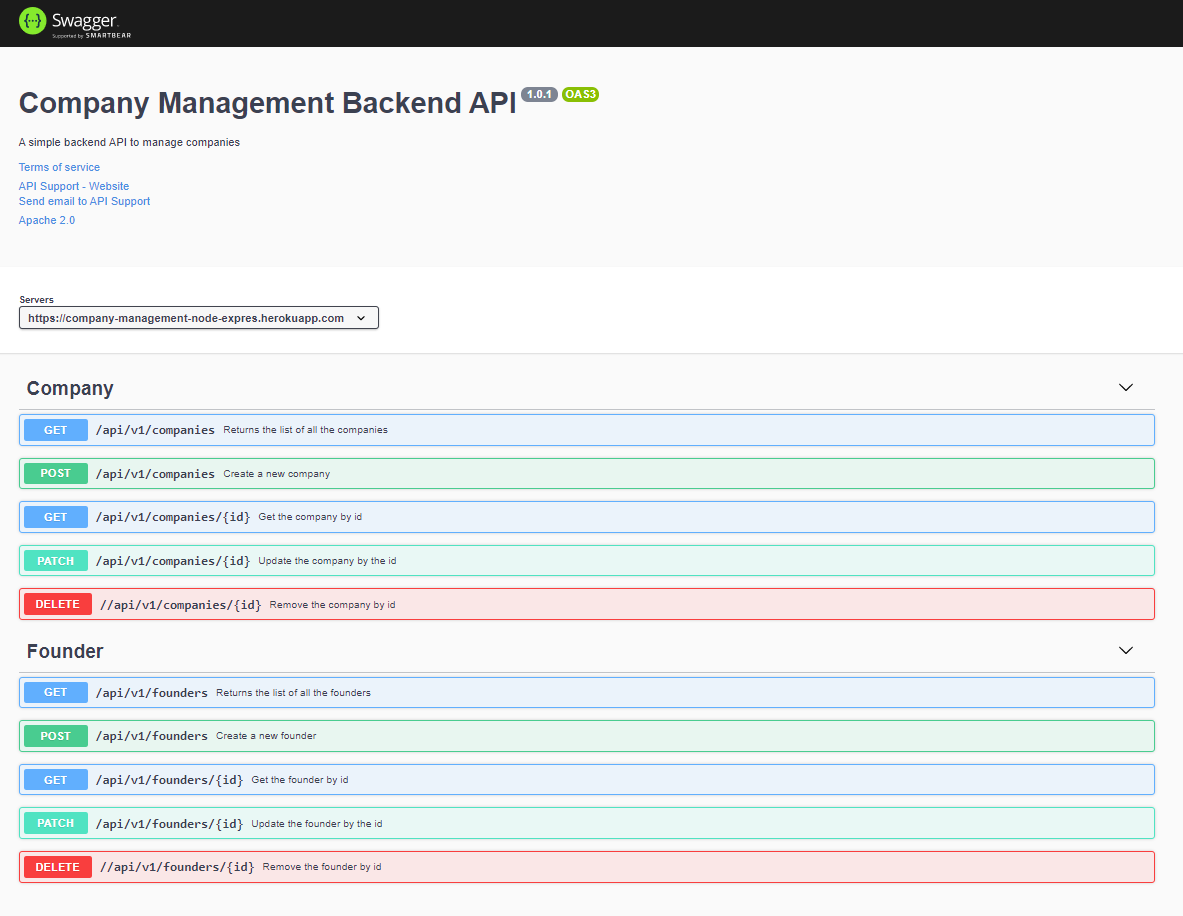 Swagger.
Supported by SMARTBEAR
Company Management Backend API 1.0.1 OAS3
A simple backend API to manage companies
Terms of service
API Support - Website
Send email to API Support
Apache 2.0
Servers
https://company-management-node-expres.herokuapp.com
Company
GET /api/v1/companies Returns the list of all the companies
POST /api/v1/companies Create a new company
GET /api/v1/companies/{id} Get the company by id
PATCH /api/v1/companies/{id} Update the company by the id
DELETE //api/v1/companies/{id} Remove the company by id
Founder
GET /api/v1/founders Returns the list of all the founders
POST /api/v1/founders Create a new founder
GET /api/v1/founders/{id} Get the founder by id
PATCH /api/v1/founders/{id} Update the founder by the id
DELETE //api/v1/founders/{id} Remove the founder by id